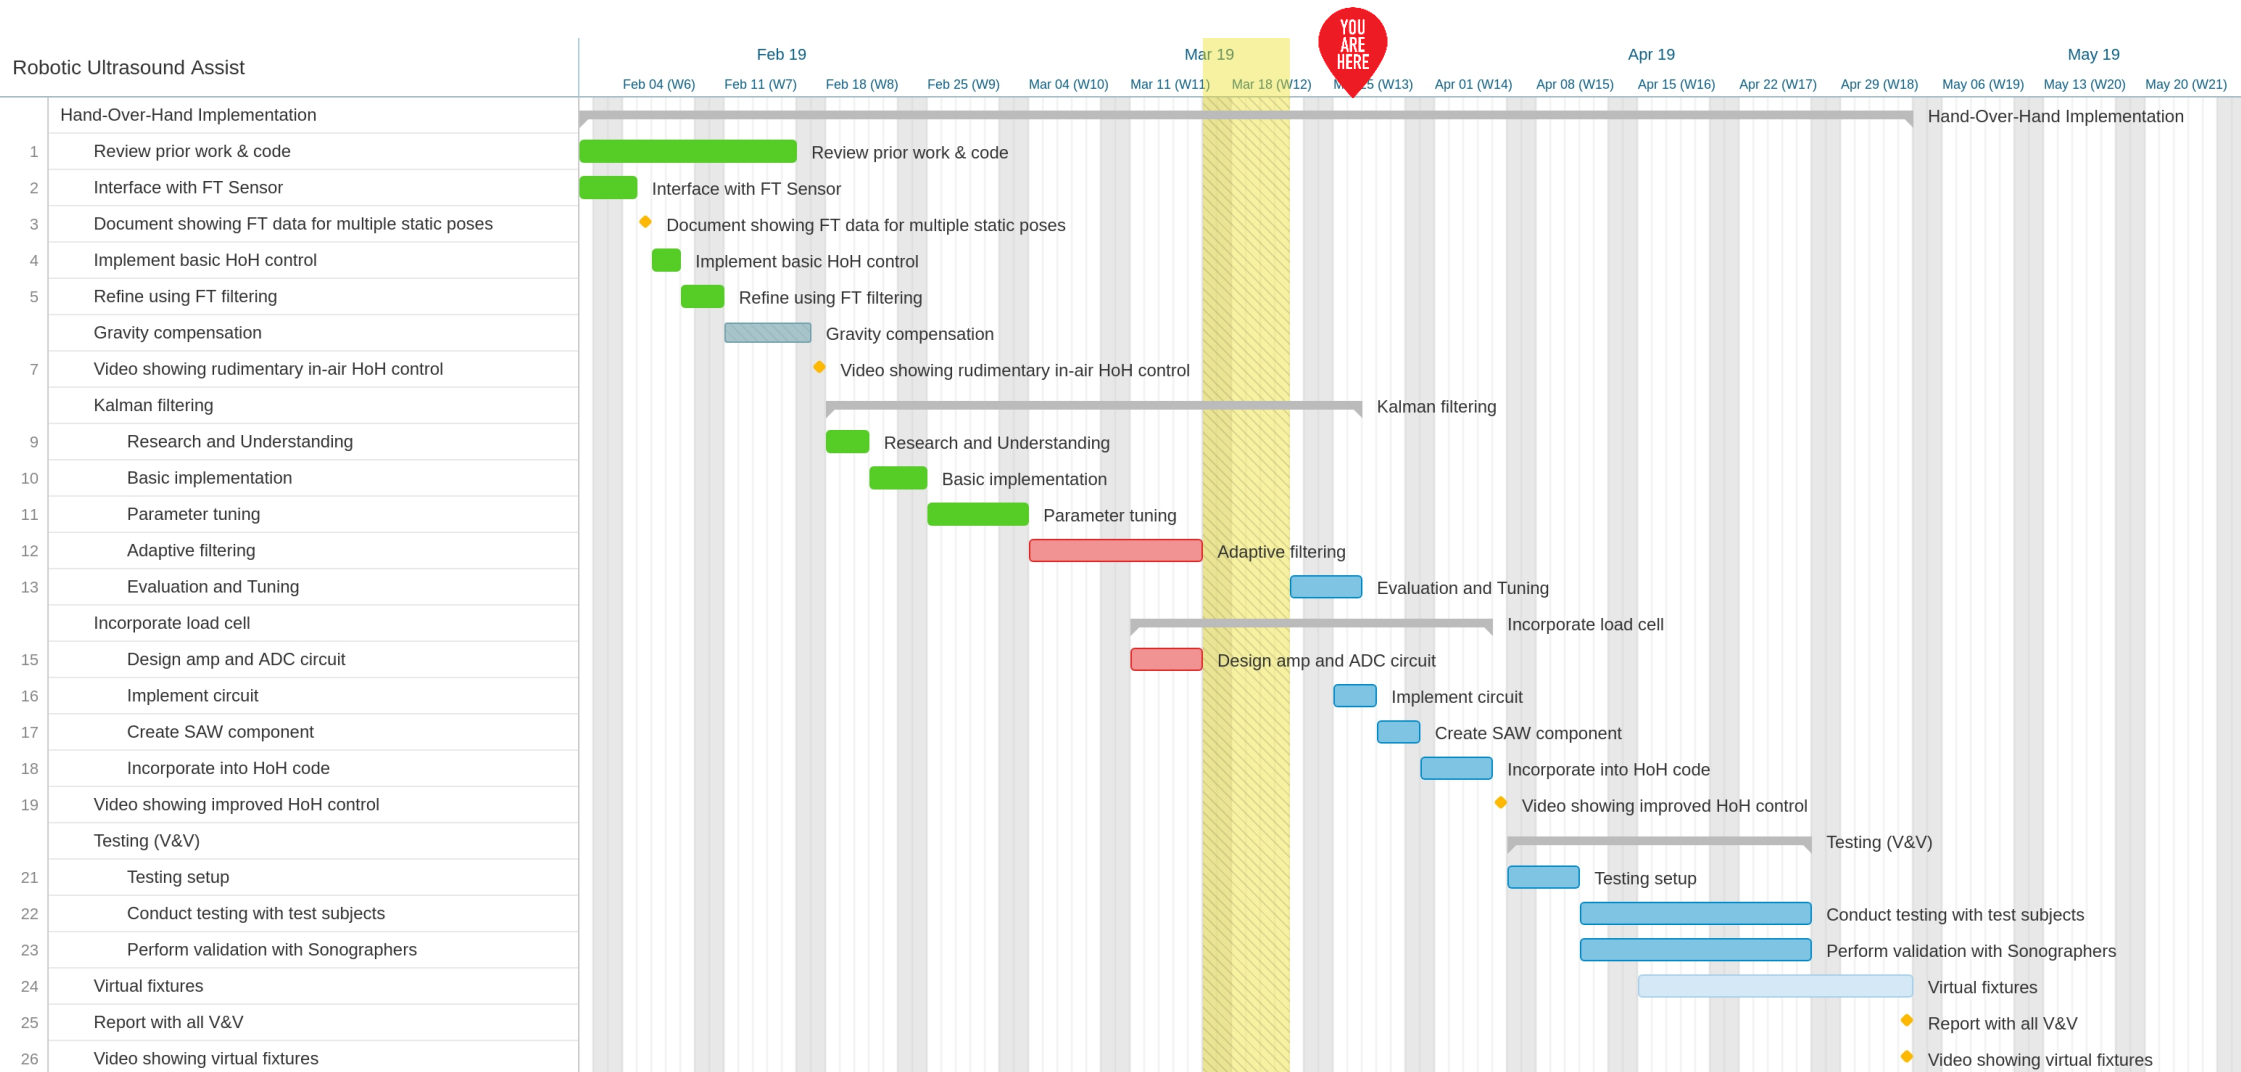 YOU
ARE
HERE
Robotic Ultrasound Assist
Feb 19
Mar 19
Apr 19
May 19
Feb 04 (W6)
Feb 11 (W7)
Feb 18 (W8)
Feb 25 (W9)
Mar 04 (W10)
Mar 11 (W11)
Mar 18 (W12)
(W13)
Apr 01 (W14)
Apr 08 (W15)
Apr 15 (W16)
Apr 22 (W17)
Apr 29 (W18)
May 06 (W19)
May 13 (W20)
May 20 (W21)
Hand-Over-Hand Implementation
Hand-Over-Hand Implementation
1 Review prior work & code
Review prior work & code
2 Interface with FT Sensor
Interface with FT Sensor
3 Document showing FT data for multiple static poses
Document showing FT data for multiple static poses
4 Implement basic HoH control
Implement basic HoH control
5 Refine using FT filtering
Refine using FT filtering
Gravity compensation
Gravity compensation
7 Video showing rudimentary in-air HoH control
Video showing rudimentary in-air HoH control
Kalman filtering
Kalman filtering
9 Research and Understanding
Research and Understanding
10 Basic implementation
Basic implementation
11 Parameter tuning
Parameter tuning
12 Adaptive filtering
Adaptive filtering
13 Evaluation and Tuning
Evaluation and Tuning
Incorporate load cell
Incorporate load cell
15 Design amp and ADC circuit
Design amp and ADC circuit
16 Implement circuit
Implement circuit
17 Create SAW component
Create SAW component
18 Incorporate into HoH code
Incorporate into HoH code
19 Video showing improved HoH control
Video showing improved HoH control
Testing (V&V)
Testing (V&V)
21 Testing setup
Testing setup
22 Conduct testing with test subjects
Conduct testing with test subjects
23 Perform validation with Sonographers
Perform validation with Sonographers
24 Virtual fixtures
Virtual fixtures
25 Report with all V&V
Report with all V&V
26 Video showing virtual fixtures
Video showing virtual fixtures